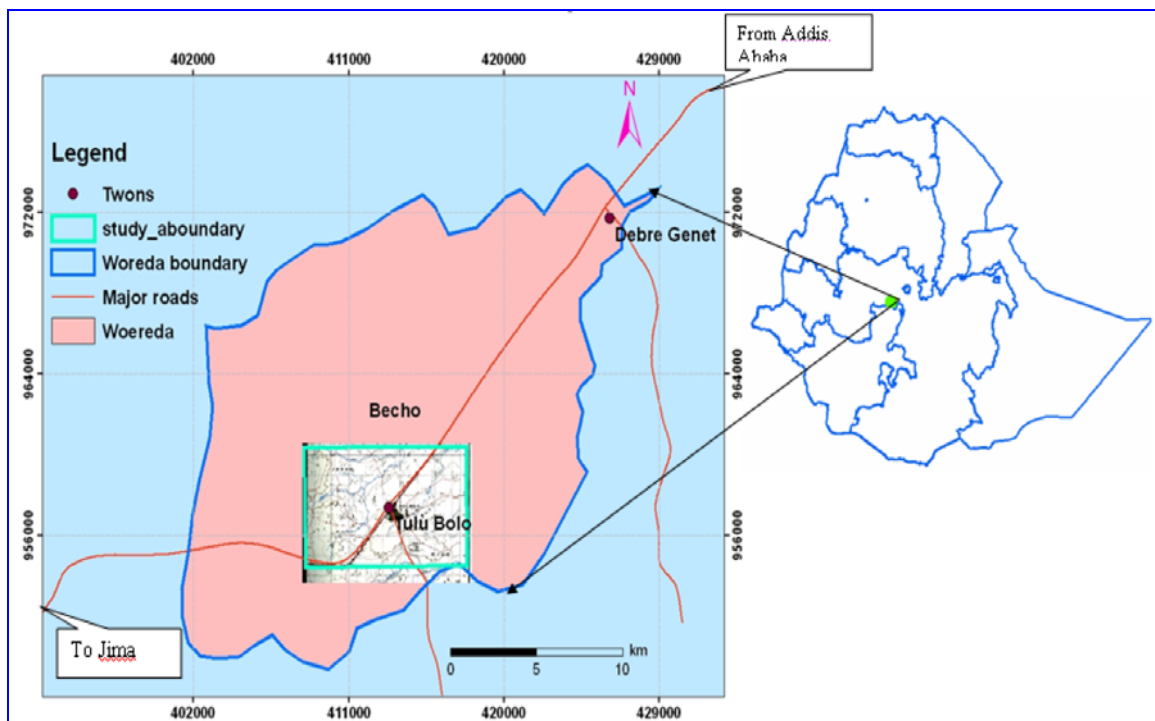 From Addis
Ababa
402000
411000
420000
429000
N
Legend
Twons
study_aboundary
Woreda boundary
Major roads
Woereda
972000
972000
Debre Genet
964000
964000
Becho
Tulu Bolo
956000
956000
To Jima
km
0
5
10
402000
411000
420000
429000